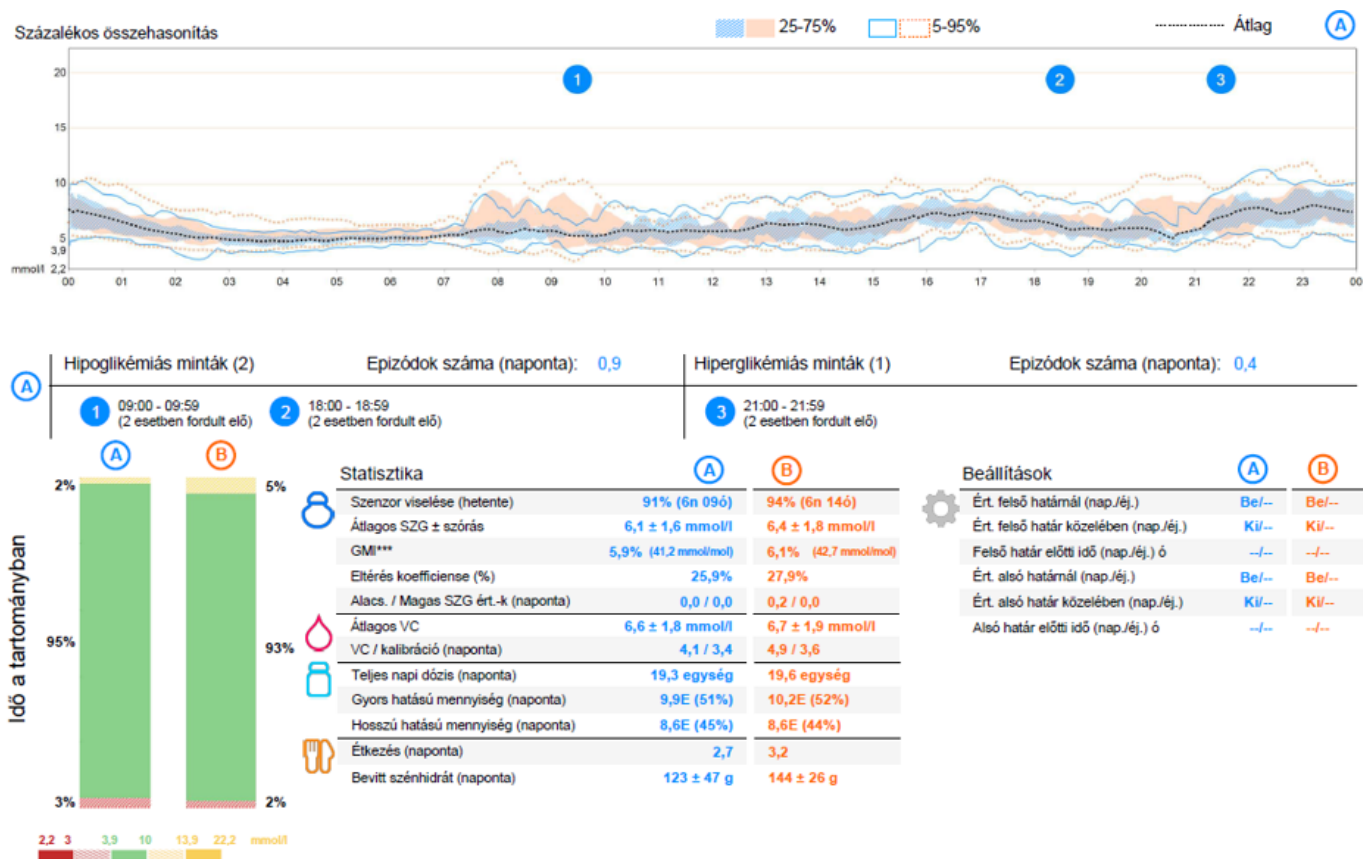 Százalékos összehasonlítás 25-75% 5-95% Átlag A
20
15
10
5
3,9
mmol/l 2,2
1 2 3
00 01 02 03 04 05 06 07 08 09 10 11 12 13 14 15 16 17 18 19 20 21 22 23 00
A Hipoglikémiás minták (2) Epizódok száma (naponta): 0,9 Hiperglikémiás minták (1) Epizódok száma (naponta): 0,4
1 09:00 - 09:59 2 18:00 - 18:59 3 21:00 - 21:59
(2 esetben fordult elő) (2 esetben fordult elő) (2 esetben fordult elő)
Idő a tartományban
A B
2% 5%
95% 93%
3% 2%
2,2 3 3,9 10 13,9 22,2 mmol/l
Statisztika A B
Szenzor viselése (hetente) 91% (6n 09ó) 94% (6n 14ó)
Átlagos SZG ± szórás 6,1 ± 1,6 mmol/l 6,4 ± 1,8 mmol/l
GMI*** 5,9% (41,2 mmol/mol) 6,1% (42,7 mmol/mol)
Eltérés koefficiense (%) 25,9% 27,9%
Alacs. / Magas SZG ért.-k (naponta) 0,0 / 0,0 0,2 / 0,0
Átlagos VC 6,6 ± 1,8 mmol/l 6,7 ± 1,9 mmol/l
VC / kalibráció (naponta) 4,1 / 3,4 4,9 / 3,6
Teljes napi dózis (naponta) 19,3 egység 19,6 egység
Gyors hatású mennyiség (naponta) 9,9E (51%) 10,2E (52%)
Hosszú hatású mennyiség (naponta) 8,6E (45%) 8,6E (44%)
Étkezés (naponta) 2,7 3,2
Bevitt szénhidrát (naponta) 123 ± 47 g 144 ± 26 g
Beállítások A B
Ért. felső határnál (nap./éj.) Be/-- Be/--
Ért. felső határ közelében (nap./éj.) Ki/-- Ki/--
Felső határ előtti idő (nap./éj.) ó --/-- --/--
Ért. alsó határnál (nap./éj.) Be/-- Be/--
Ért. alsó határ közelében (nap./éj.) Ki/-- Ki/--
Alsó határ előtti idő (nap./éj.) ó --/-- --/--